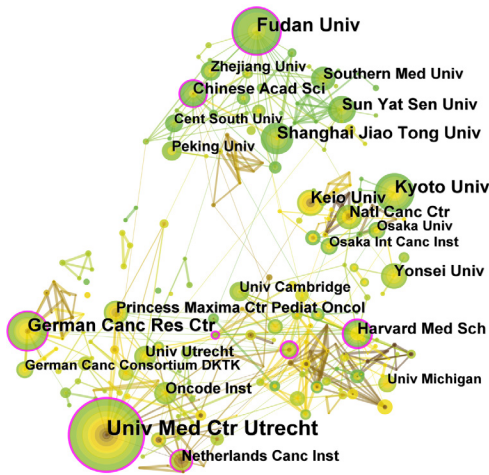 Fudan Univ
Zhejiang Univ
Southern Med Univ
Chinese Acad Sci
Sun Yat Sen Univ
Cent South Univ
Shanghai Jiao Tong Univ
Peking Univ
Kyoto Univ
Keio Univ
Natl Canc Ctr
Osaka Univ
Osaka Int Canc Inst
Yonsei Univ
Univ Cambridge
Princess Maxima Ctr Pediat Oncol
German Canc Res Ctr
Harvard Med Sch
Univ Utrecht
German Canc Consortium DKTK
Oncode Inst
Univ Michigan
Univ Med Ctr Utrecht
Netherlands Canc Inst